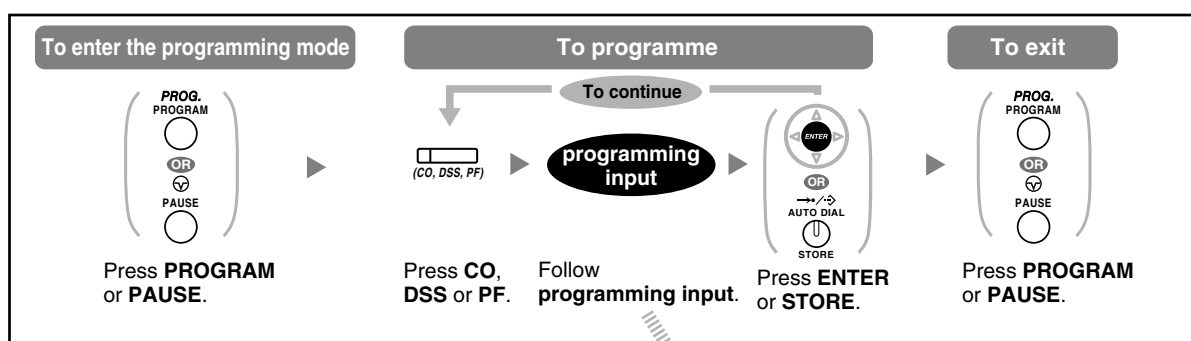 To enter the programming mode
To programme
To exit
To continue
PROG.
PROGRAM
OR
PAUSE
Press PROGRAM
or PAUSE.
(CO, DSS, PF)
Press CO,
DSS or PF.
programming
input
Follow
programming input.
ENTER
OR
AUTO DIAL
STORE
Press ENTER
or STORE.
PROG.
PROGRAM
OR
PAUSE
Press PROGRAM
or PAUSE.